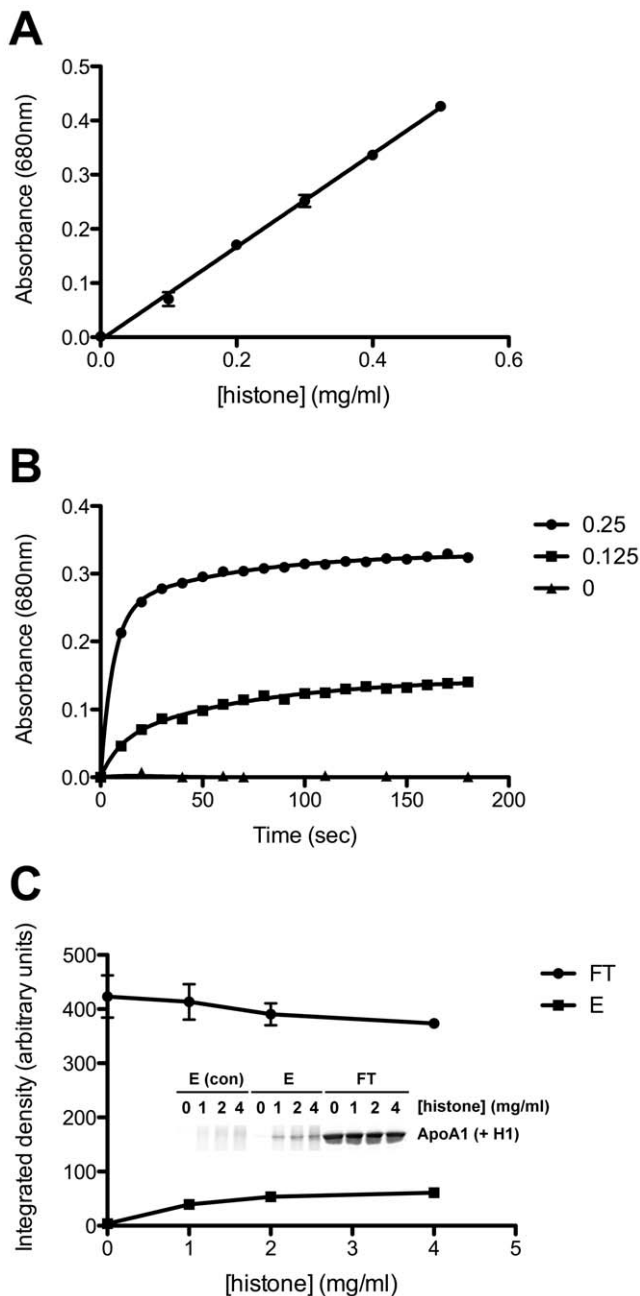 A
0.5
0.4
0.3
0.2
0.1
0.0
Absorbance (680nm)
0.0 0.2 0.4 0.6
[histone] (mg/ml)
B
0.4
0.3
0.2
0.1
0.0
Absorbance (680nm)
0 50 100 150 200
Time (sec)
0.25
0.125
0
C
500
400
300
200
100
0
Integrated density (arbitrary units)
FT
E
E (con) E FT
0 1 2 4 0 1 2 4 0 1 2 4 [histone] (mg/ml)
ApoA1 (+ H1)
0 1 2 3 4 5
[histone] (mg/ml)